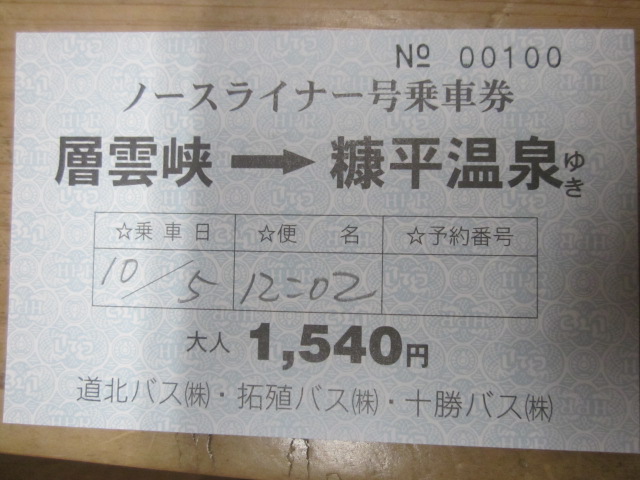 № 00100
ノースライナー号乗車券
層雲峡→糠平温泉ゆき
☆乗車日 ☆便名 ☆予約番号
10/5 12:02
大人 1,540円
道北バス㈱・拓殖バス㈱・十勝バス㈱